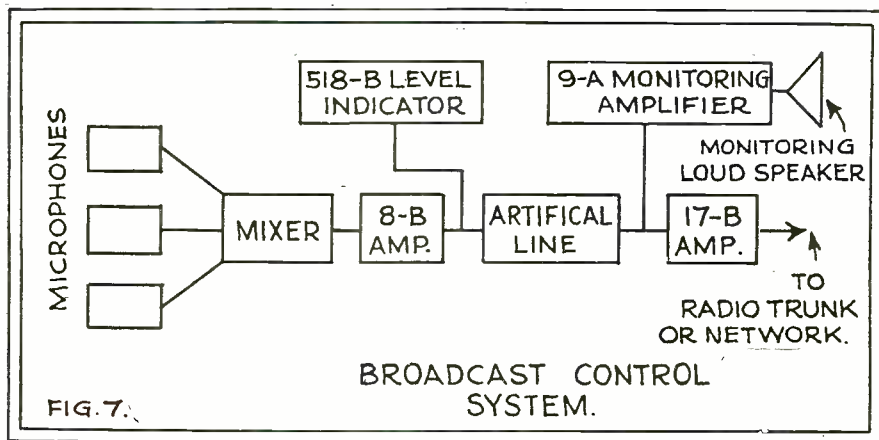 518-B LEVEL
INDICATOR
9-A MONITORING
AMPLIFIER
MONITORING
LOUD SPEAKER
MICROPHONES
MIXER
8-B
AMP.
ARTIFICAL
LINE
17-B
AMP.
TO
RADIO TRUNK
OR NETWORK.
BROADCAST CONTROL
SYSTEM.
FIG. 7.